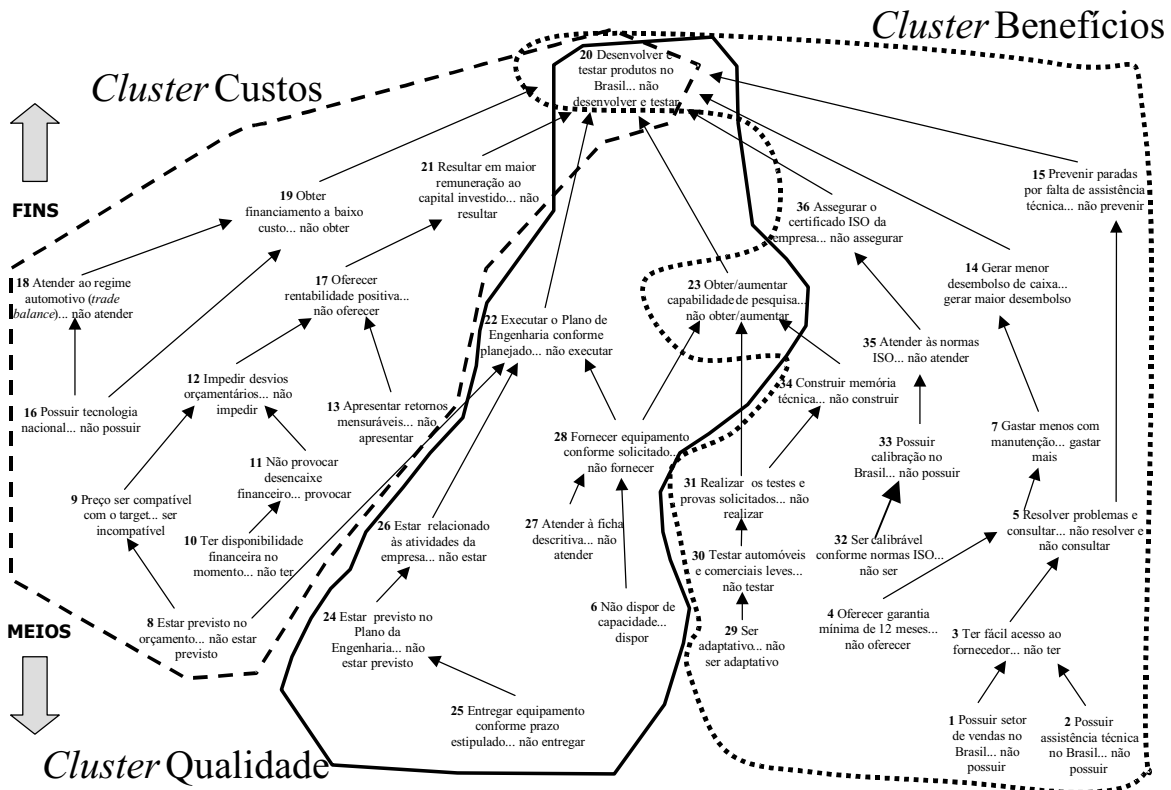 Cluster Benefícios
20 Desenvolver e
testar produtos no
Brasil... não
desenvolver e testar
Cluster Custos
FINS
21 Resultar em maior
remuneração ao
capital investido... não
resultar
15 Prevenir paradas
por falta de assistência
técnica... não prevenir
19 Obter
financiamento a baixo
custo... não obter
36 Assegurar o
certificado ISO da
empresa... não assegurar
18 Atender ao regime
automotivo (trade
balance)... não atender
17 Oferecer
rentabilidade positiva...
não oferecer
23 Obter/aumentar
capabilidade de pesquisa...
não obter/aumentar
14 Gerar menor
desembolso de caixa...
gerar maior desembolso
22 Executar o Plano de
Engenharia conforme
planejado... não executar
35 Atender às normas
ISO... não atender
12 Impedir desvios
orçamentários... não
impedir
34 Construir memória
técnica... não construir
16 Possuir tecnologia
nacional... não possuir
13 Apresentar retornos
mensuráveis... não
apresentar
28 Fornecer equipamento
conforme solicitado...
não fornecer
33 Possuir
calibração no
Brasil... não possuir
7 Gastar menos com
manutenção... gastar
mais
11 Não provocar
desencaixe
financeiro... provocar
31 Realizar os testes e
provas solicitados... não
realizar
9 Preço ser compatível
com o target... ser
incompatível
26 Estar relacionado
às atividades da
empresa... não estar
27 Atender à ficha
descritiva... não
atender
5 Resolver problemas e
consultar... não resolver e
não consultar
10 Ter disponibilidade
financeira no
momento... não ter
30 Testar automóveis
e comerciais leves...
não testar
32 Ser calibrável
conforme normas ISO...
não ser
MEIOS
8 Estar previsto no
orçamento... não estar
previsto
24 Estar previsto no
Plano da
Engenharia... não
estar previsto
6 Não dispor de
capacidade...
dispor
29 Ser
adaptativo... não
ser adaptativo
4 Oferecer garantia
mínima de 12 meses...
não oferecer
3 Ter fácil acesso ao
fornecedor... não ter
25 Entregar equipamento
conforme prazo
estipulado... não entregar
1 Possuir setor
de vendas no
Brasil... não
possuir
2 Possuir
assistência técnica
no Brasil... não
possuir
Cluster Qualidade